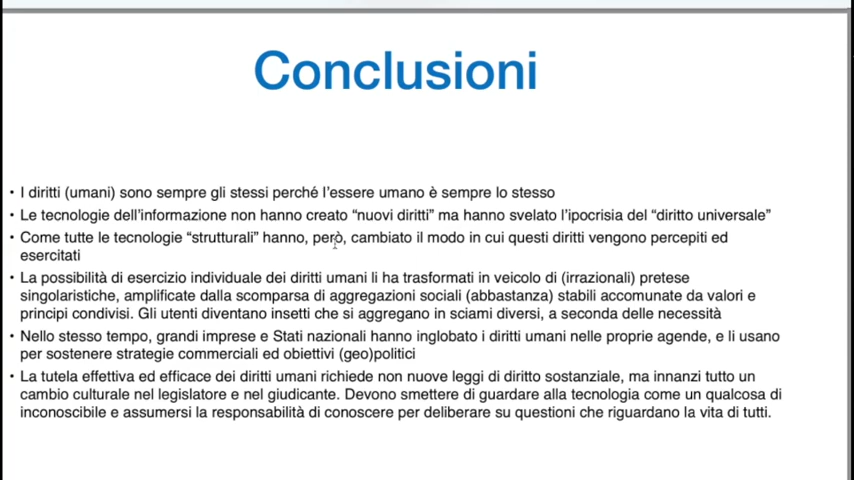 Conclusioni
• I diritti (umani) sono sempre gli stessi perché l'essere umano è sempre lo stesso
• Le tecnologie dell'informazione non hanno creato “nuovi diritti” ma hanno svelato l'ipocrisia del “diritto universale”
• Come tutte le tecnologie “strutturali” hanno, però, cambiato il modo in cui questi diritti vengono percepiti ed
esercitati
• La possibilità di esercizio individuale dei diritti umani li ha trasformati in veicolo di (irrazionali) pretese
singolaristiche, amplificate dalla scomparsa di aggregazioni sociali (abbastanza) stabili accomunate da valori e
principi condivisi. Gli utenti diventano insetti che si aggregano in sciami diversi, a seconda delle necessità
• Nello stesso tempo, grandi imprese e Stati nazionali hanno inglobato i diritti umani nelle proprie agende, e li usano
per sostenere strategie commerciali ed obiettivi (geo)politici
• La tutela effettiva ed efficace dei diritti umani richiede non nuove leggi di diritto sostanziale, ma innanzi tutto un
cambio culturale nel legislatore e nel giudicante. Devono smettere di guardare alla tecnologia come un qualcosa di
inconoscibile e assumersi la responsabilità di conoscere per deliberare su questioni che riguardano la vita di tutti.